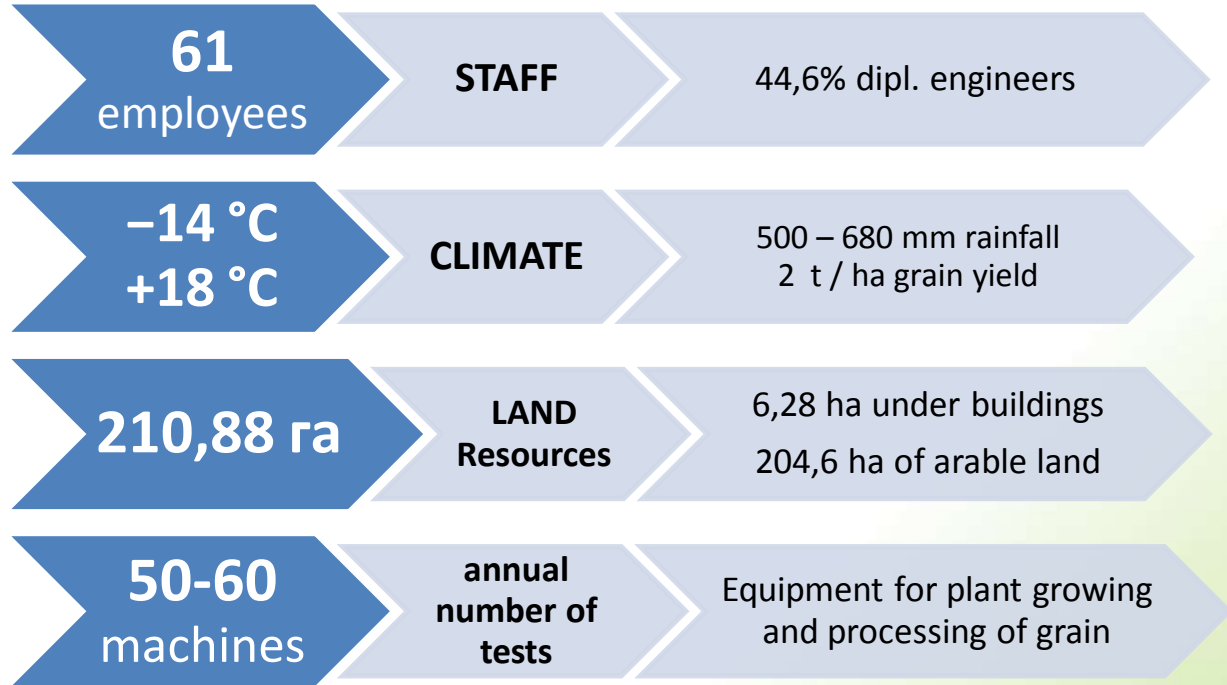 61
employees
STAFF
44,6% dipl. engineers
–14 °C
+18 °C
CLIMATE
500 – 680 mm rainfall
2 t / ha grain yield
210,88 га
LAND
Resources
6,28 ha under buildings
204,6 ha of arable land
50-60
machines
annual
number of
tests
Equipment for plant growing
and processing of grain